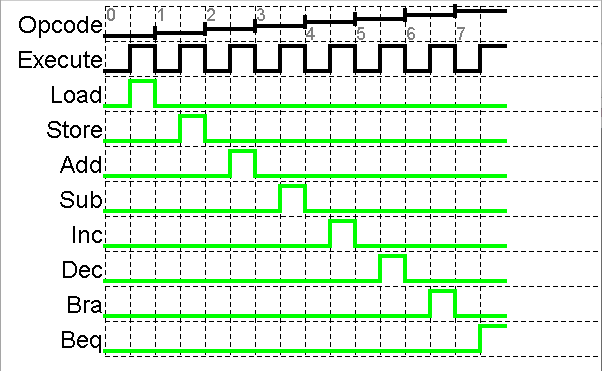 0 1 2 3 4 5 6 7
Opcode
Execute
Load
Store
Add
Sub
Inc
Dec
Bra
Beq